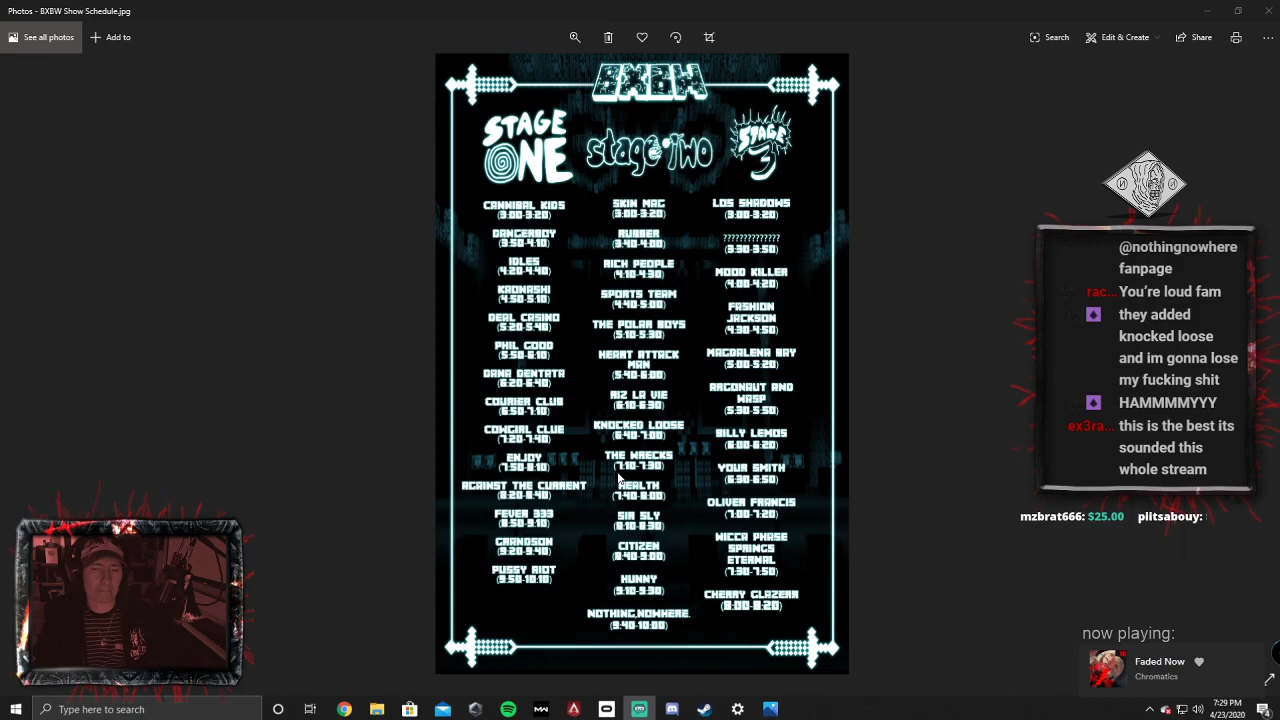 Photos - BXBW Show Schedule.jpg
See all photos
Add to
Search
Edit & Create
Share
BXBW
STAGE
ONE
CANNIBAL KIDS
(3:00-3:20)
DANGERBOY
(3:50-4:10)
IDLES
(4:20-4:40)
KAONASHI
(4:50-5:10)
DEAL CASINO
(5:20-5:40)
PHIL GOOD
(5:50-6:10)
DANA DENTATA
(6:20-6:40)
COURIER CLUB
(6:50-7:10)
COWGIRL CLUE
(7:20-7:40)
ENJOY
(7:50-8:10)
AGAINST THE CURRENT
(8:20-8:40)
FEVER 333
(8:50-9:10)
GRANDSON
(9:20-9:40)
PUSSY RIOT
(9:50-10:10)
stage Two
SKIN MAG
(3:00-3:20)
RUBBER
(3:40-4:00)
RICH PEOPLE
(4:10-4:30)
SPORTS TEAM
(4:40-5:00)
THE POLAR BOYS
(5:10-5:30)
HEART ATTACK
MAN
(5:40-6:00)
RIZ LA VIE
(6:10-6:30)
KNOCKED LOOSE
(6:40-7:00)
THE WRECKS
(7:10-7:30)
HEALTH
(7:40-8:00)
SIR SLY
(8:10-8:30)
CITIZEN
(8:40-9:00)
HUNNY
(9:10-9:30)
NOTHING,NOWHERE.
(9:40-10:00)
STAGE
3
LOS SHADOWS
(3:00-3:20)
?????????????
(3:30-3:50)
MOOD KILLER
(4:00-4:20)
FASHION
JACKSON
(4:30-4:50)
MAGDALENA BAY
(5:00-5:20)
ARGONAUT AND
WASP
(5:30-5:50)
BILLY LEMOS
(6:00-6:20)
YOUR SMITH
(6:30-6:50)
OLIVER FRANCIS
(7:00-7:20)
WICCA PHASE
SPRINGS
ETERNAL
(7:30-7:50)
CHERRY GLAZERR
(8:00-8:20)
@nothingnowhere
fanpage
rac... You're loud fam
they added
knocked loose
and im gonna lose
my fucking shit
HAMMMMYYY
ex3ra... this is the best its
sounded this
whole stream
mzbrat666: $25.00 plitsabouy:
now playing:
Faded Now
Chromatics
Type here to search
7:29 PM
4/23/2020